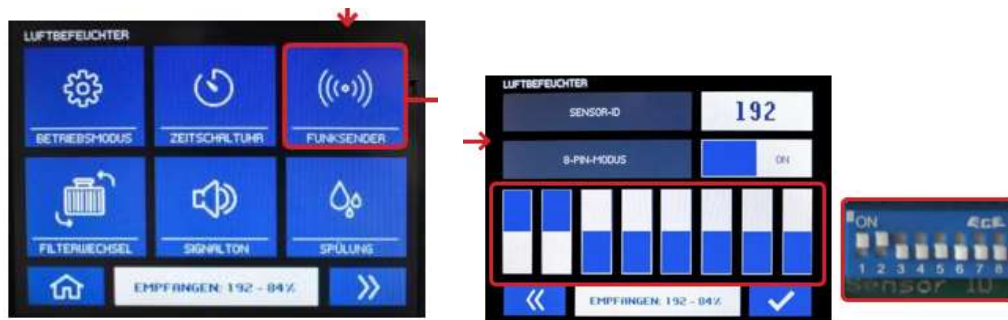 LUFTBEFEUCHTER
BETRIEBSMODUS
ZEITSCHALTUHR
FUNKSENDER
FILTERWECHSEL
SIGNALTON
SPÜLUNG
EMPFANGEN: 192 - 84%
LUFTBEFEUCHTER
SENSOR-ID
192
8-PIN-MODUS
ON
EMPFANGEN: 192 - 84%
ON
ECE
1 2 3 4 5 6 7 8
Sensor ID